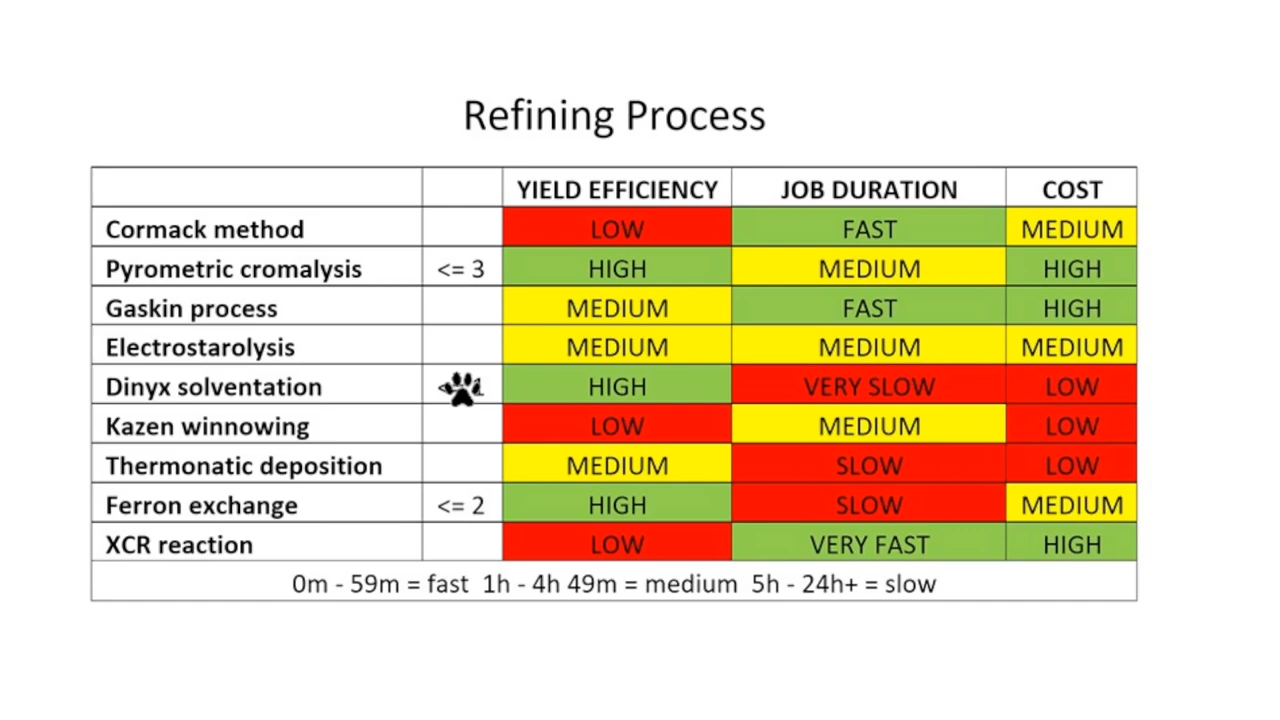 Refining Process
YIELD EFFICIENCY JOB DURATION COST
Cormack method LOW FAST MEDIUM
Pyrometric cromalysis <= 3 HIGH MEDIUM HIGH
Gaskin process MEDIUM FAST HIGH
Electrostarolysis MEDIUM MEDIUM MEDIUM
Dinyx solventation HIGH VERY SLOW LOW
Kazen winnowing LOW MEDIUM LOW
Thermonatic deposition MEDIUM SLOW LOW
Ferron exchange <= 2 HIGH SLOW MEDIUM
XCR reaction LOW VERY FAST HIGH
0m - 59m = fast 1h - 4h 49m = medium 5h - 24h+ = slow